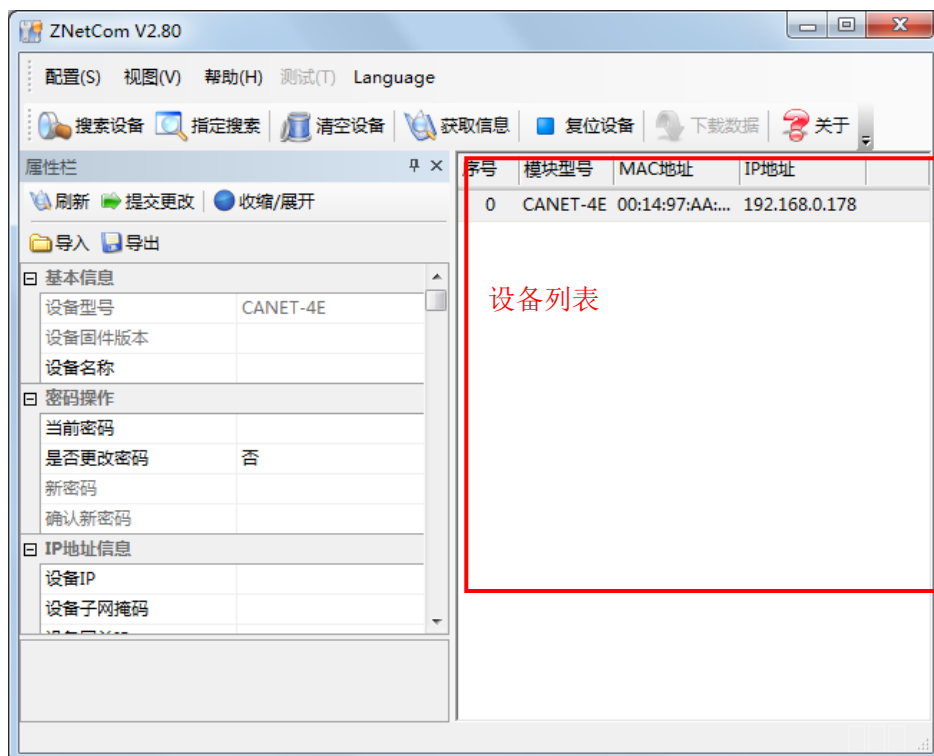 ZNetCom V2.80
配置(S) 视图(V) 帮助(H) 测试(T) Language
搜索设备 指定搜索 清空设备 获取信息 复位设备 下载数据 关于
属性栏
刷新 提交更改 收缩/展开
导入 导出
基本信息
设备型号 CANET-4E
设备固件版本
设备名称
密码操作
当前密码
是否更改密码 否
新密码
确认新密码
IP地址信息
设备IP
设备子网掩码
序号 模块型号 MAC地址 IP地址
0 CANET-4E 00:14:97:AA:... 192.168.0.178
设备列表